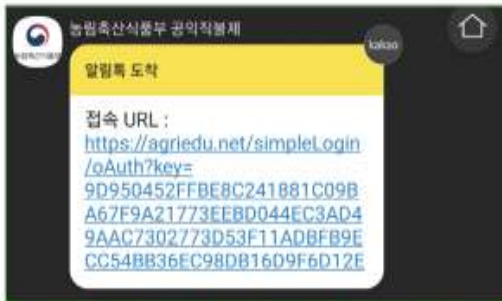 농림축산식품부 공익직불제
kakao
알림톡 도착
접속 URL :
https://agriedu.net/simpleLogin
/oAuth?key=
9D950452FFBE8C241881C09B
A67F9A21773EEBD044EC3AD4
9AAC7302773D53F11ADBFB9E
CC54BB36EC98DB16D9F6D12E